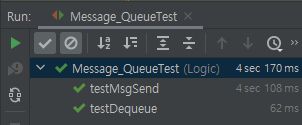 Run: Message_QueueTest
Message_QueueTest (Logic) 4 sec 170 ms
testMsgSend 4 sec 108 ms
testDequeue 62 ms